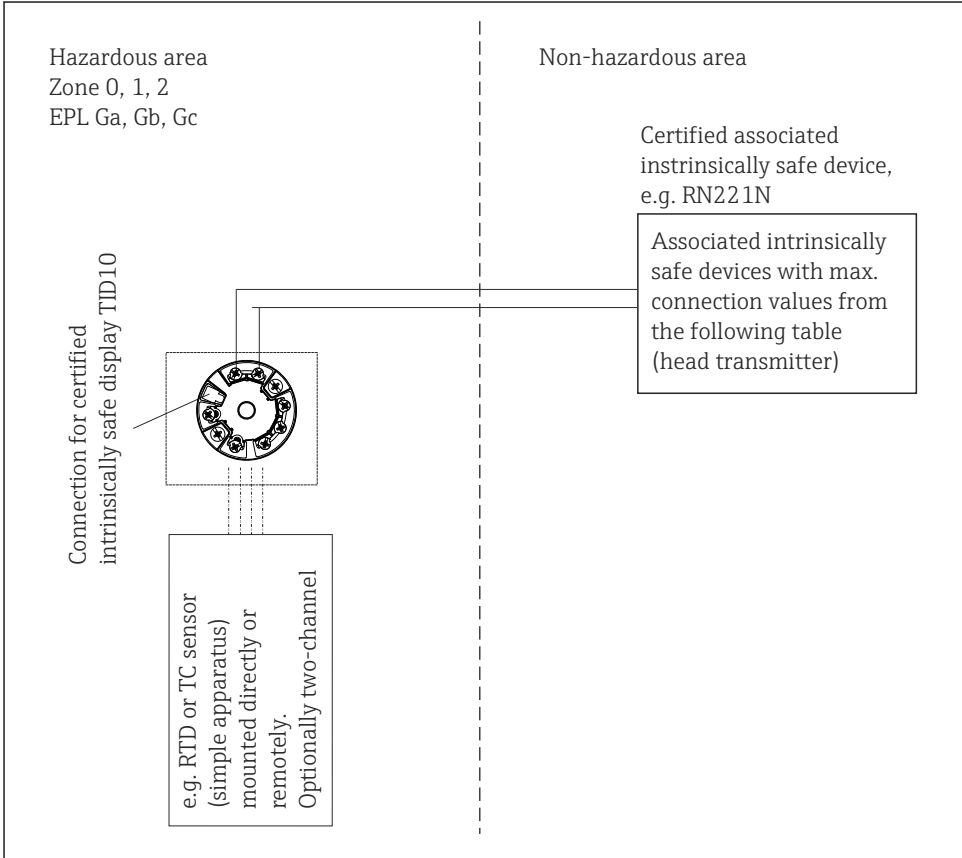 Hazardous area
Zone 0, 1, 2
EPL Ga, Gb, Gc
Non-hazardous area
Certified associated
instrinsically safe device,
e.g. RN221N
Associated intrinsically
safe devices with max.
connection values from
the following table
(head transmitter)
Connection for certified
intrinsically safe display TID10
e.g. RTD or TC sensor
(simple apparatus)
mounted directly or
remotely.
Optionally two-channel